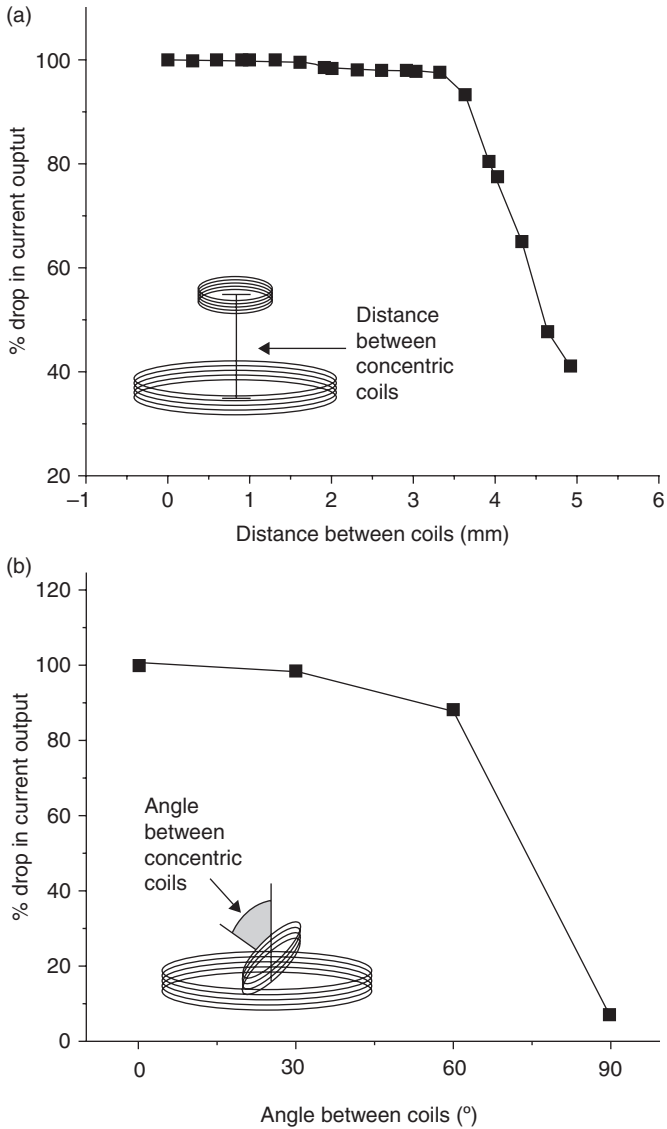 (a)
100
80
60
40
20
% drop in current ouptut
Distance
between
concentric
coils
–1
0
1
2
3
4
5
6
Distance between coils (mm)
(b)
120
100
80
60
40
20
0
% drop in current output
Angle
between
concentric
coils
0
30
60
90
Angle between coils (º)